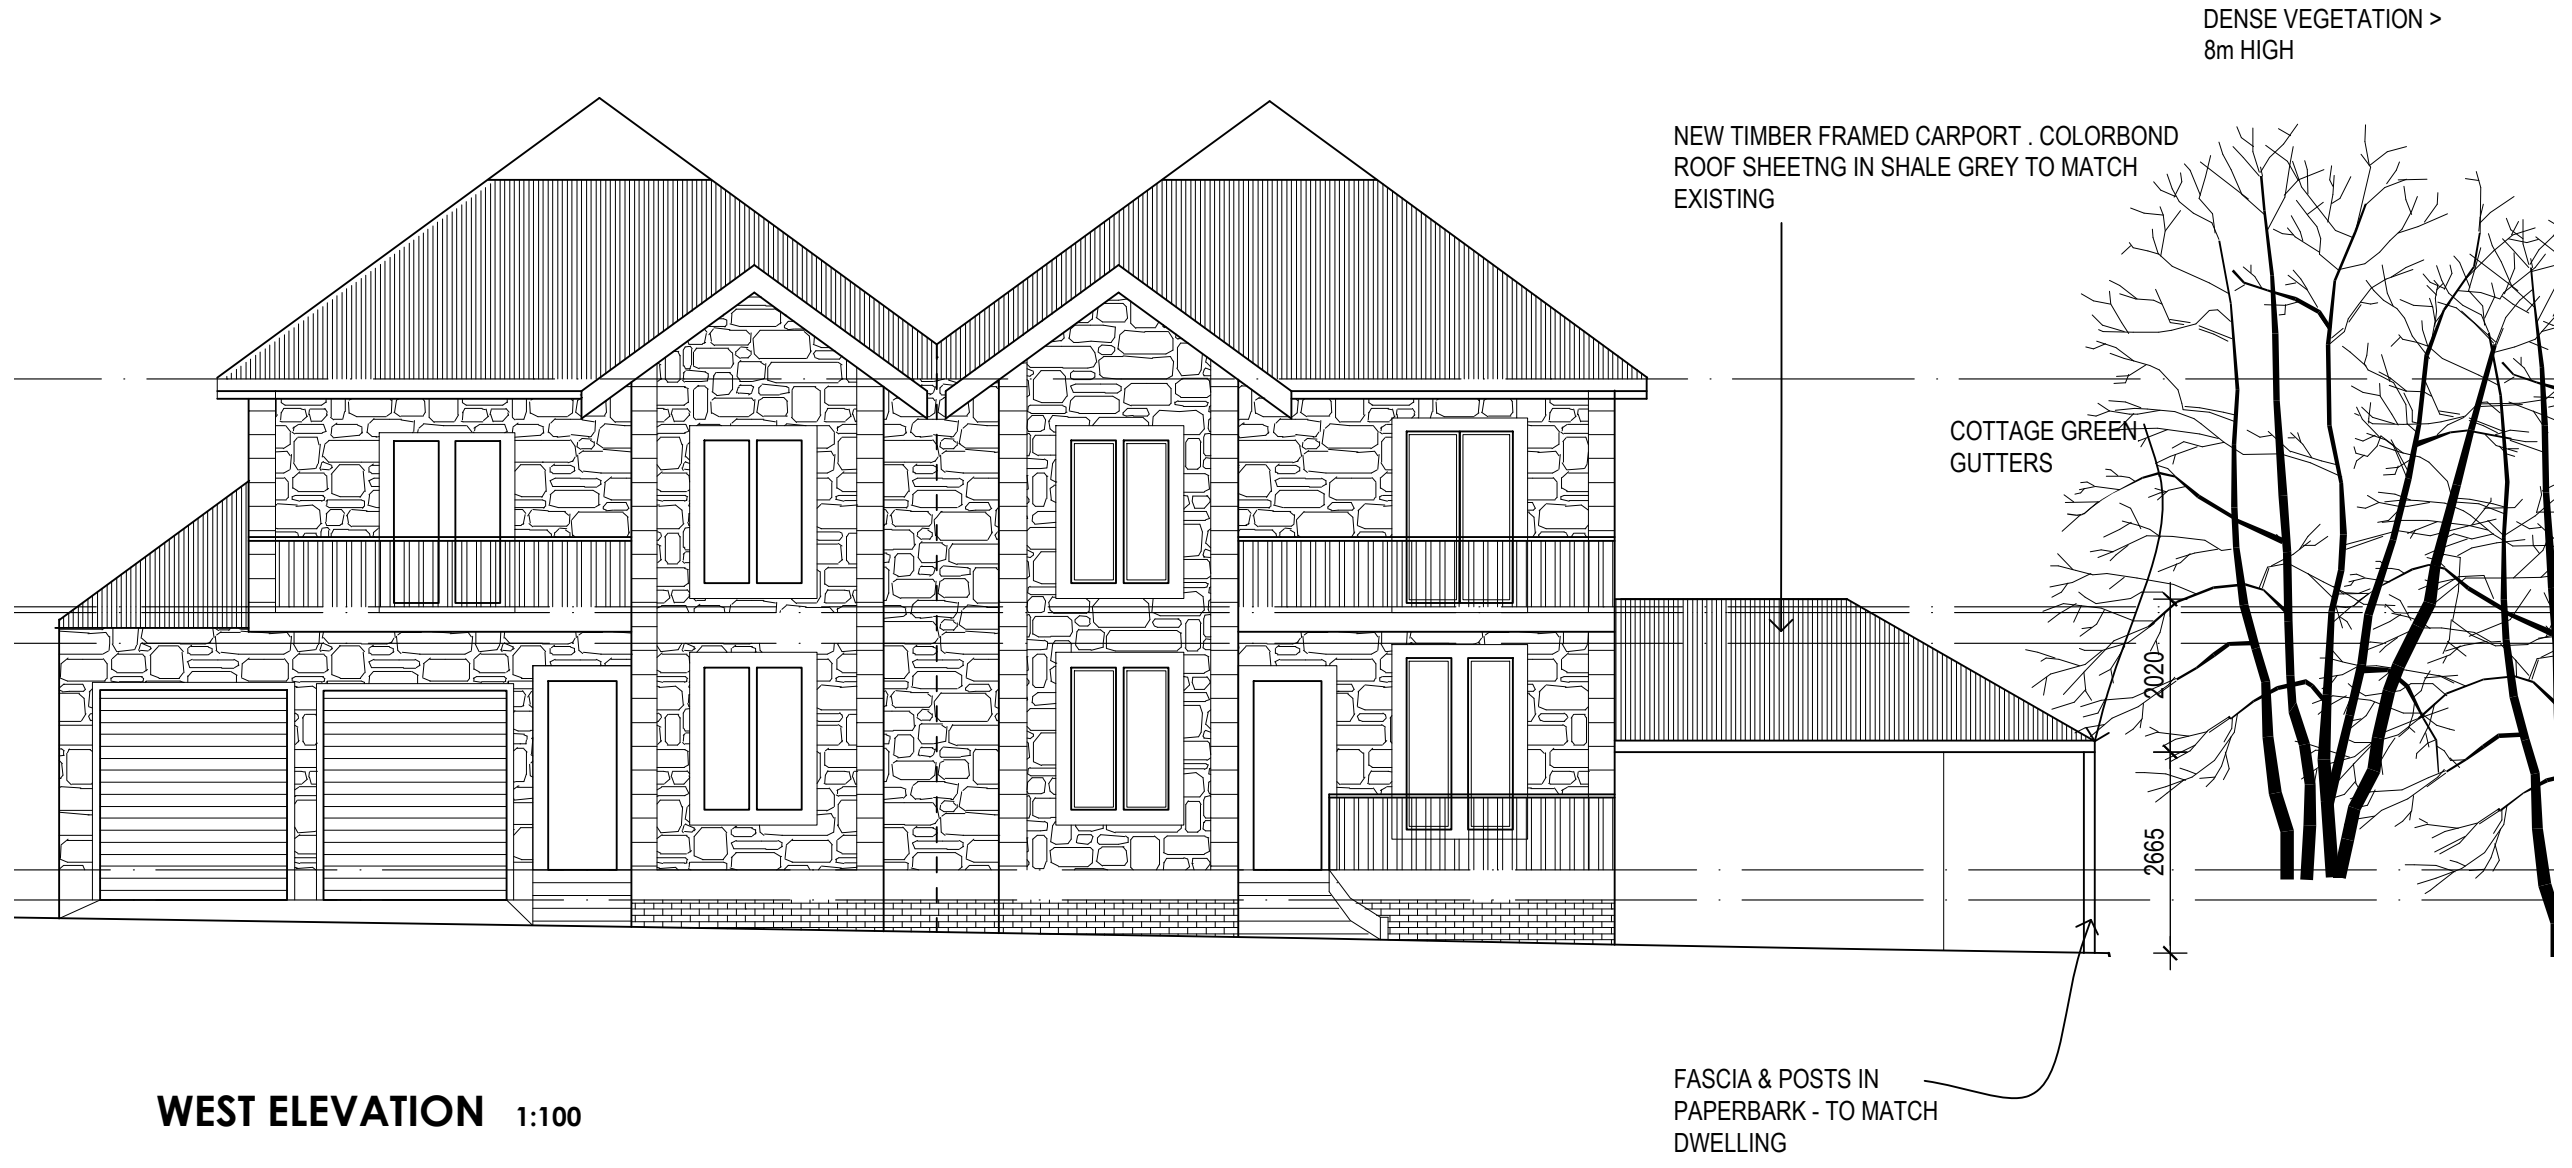 DENSE VEGETATION >
8m HIGH
NEW TIMBER FRAMED CARPORT . COLORBOND
ROOF SHEETNG IN SHALE GREY TO MATCH
EXISTING
COTTAGE GREEN
GUTTERS
2020
2665
FASCIA & POSTS IN
PAPERBARK - TO MATCH
DWELLING
WEST ELEVATION 1:100